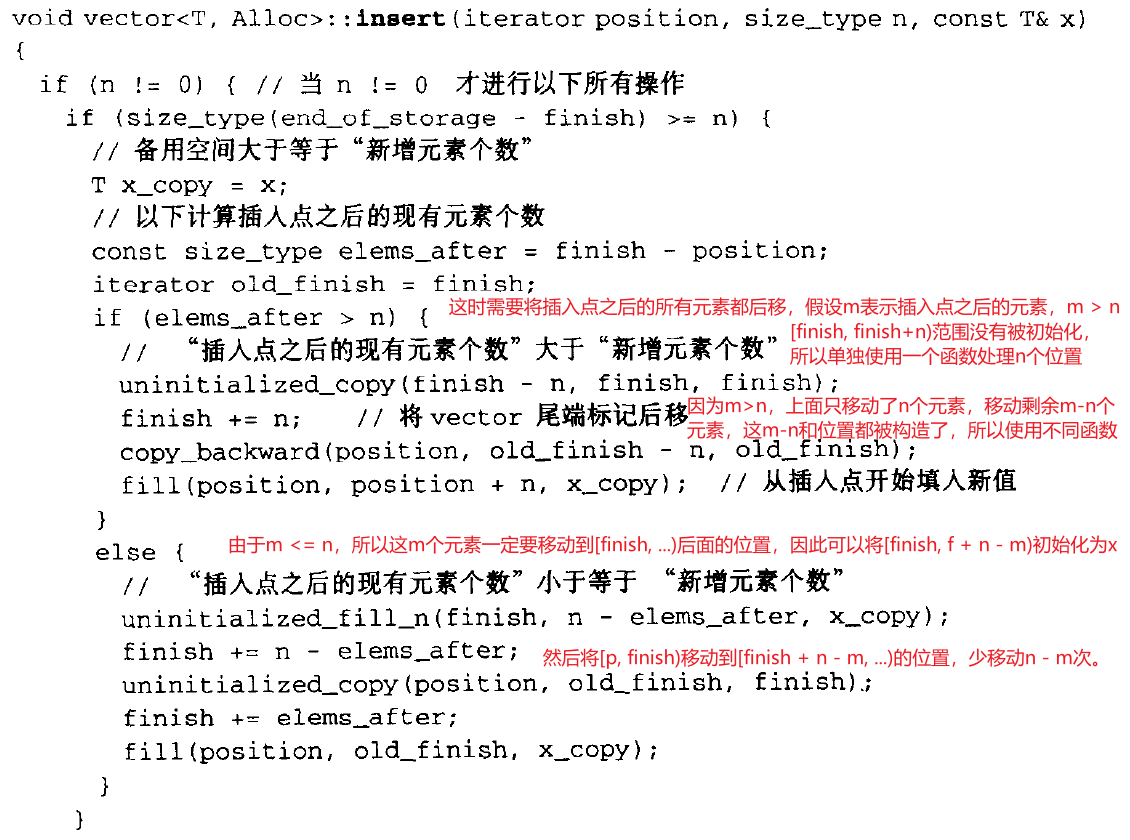 void vector<T, Alloc>::insert(iterator position, size_type n, const T& x)
{
if (n != 0) { // 当 n != 0 才进行以下所有操作
if (size_type(end_of_storage - finish) >= n) {
// 备用空间大于等于“新增元素个数”
T x_copy = x;
// 以下计算插入点之后的现有元素个数
const size_type elems_after = finish - position;
iterator old_finish = finish;
这时需要将插入点之后的所有元素都后移，假设m表示插入点之后的元素，m > n
if (elems_after > n) {
[finish, finish+n)范围没有被初始化，
// “插入点之后的现有元素个数”大于“新增元素个数”
所以单独使用一个函数处理n个位置
uninitialized_copy(finish - n, finish, finish);
因为m>n，上面只移动了n个元素，移动剩余m-n个
finish += n; // 将 vector 尾端标记后移
元素，这m-n和位置都被构造了，所以使用不同函数
copy_backward(position, old_finish - n, old_finish);
fill(position, position + n, x_copy); // 从插入点开始填入新值
}
else { 由于m <= n，所以这m个元素一定要移动到[finish, ...)后面的位置，因此可以将[finish, f + n - m)初始化为x
// “插入点之后的现有元素个数”小于等于 “新增元素个数”
uninitialized_fill_n(finish, n - elems_after, x_copy);
finish += n - elems_after; 然后将[p, finish)移动到[finish + n - m, ...)的位置，少移动n - m次。
uninitialized_copy(position, old_finish, finish);
finish += elems_after;
fill(position, old_finish, x_copy);
}
}